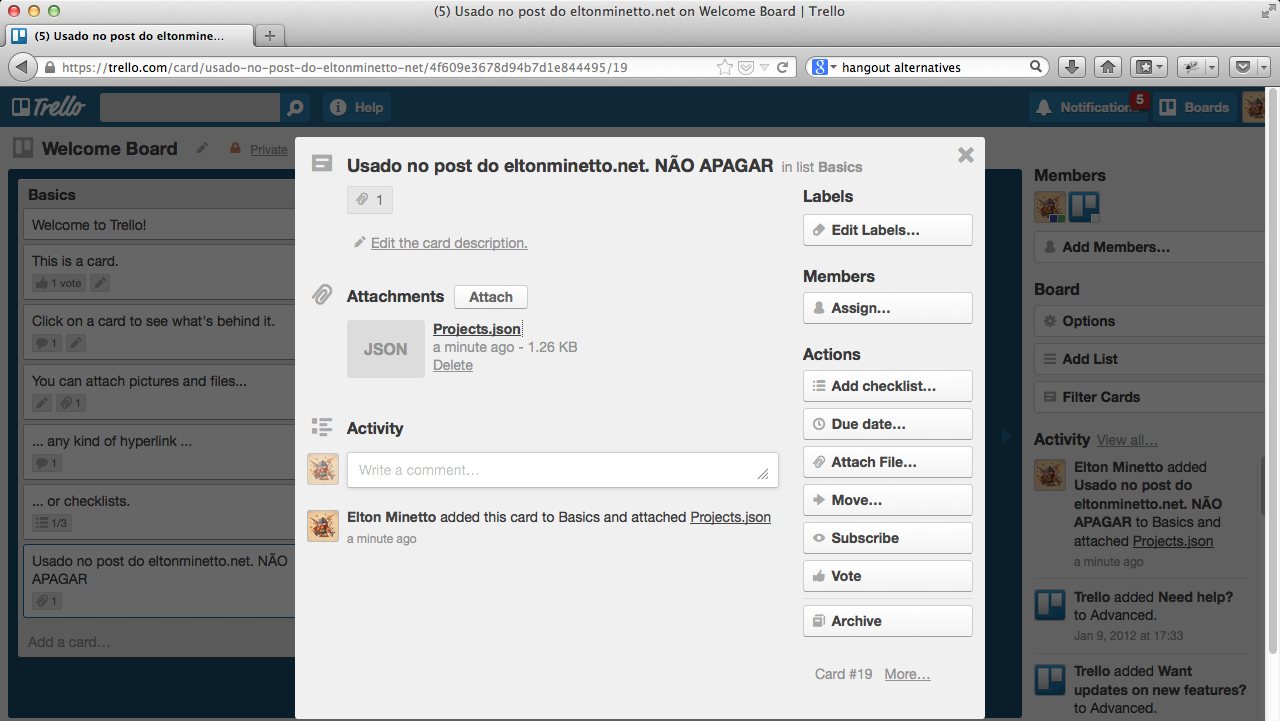 (5) Usado no post do eltonminetto.net on Welcome Board | Trello
(5) Usado no post do eltonmine...
https://trello.com/card/usado-no-post-do-eltonminetto-net/4f609e3678d94b7d1e844495/19
hangout alternatives
Trello
Help
Notification
5
Boards
Welcome Board
Private
Basics
Welcome to Trello!
This is a card.
1 vote
Click on a card to see what's behind it.
1
You can attach pictures and files...
1
... any kind of hyperlink ...
1
... or checklists.
1/3
Usado no post do eltonminetto.net. NÃO
APAGAR
1
Add a card…
Usado no post do eltonminetto.net. NÃO APAGAR in list Basics
1
Edit the card description.
Attachments
Attach
JSON
Projects.json
a minute ago - 1.26 KB
Delete
Activity
Write a comment…
Elton Minetto added this card to Basics and attached Projects.json
a minute ago
Labels
Edit Labels…
Members
Assign…
Actions
Add checklist…
Due date…
Attach File…
Move…
Subscribe
Vote
Archive
Card #19 More…
Members
Add Members…
Board
Options
Add List
Filter Cards
Activity View all…
Elton Minetto added
Usado no post do
eltonminetto.net. NÃO
APAGAR to Basics and
attached Projects.json
a minute ago
Trello added Need help?
to Advanced.
Jan 9, 2012 at 17:33
Trello added Want
updates on new features?
to Advanced.